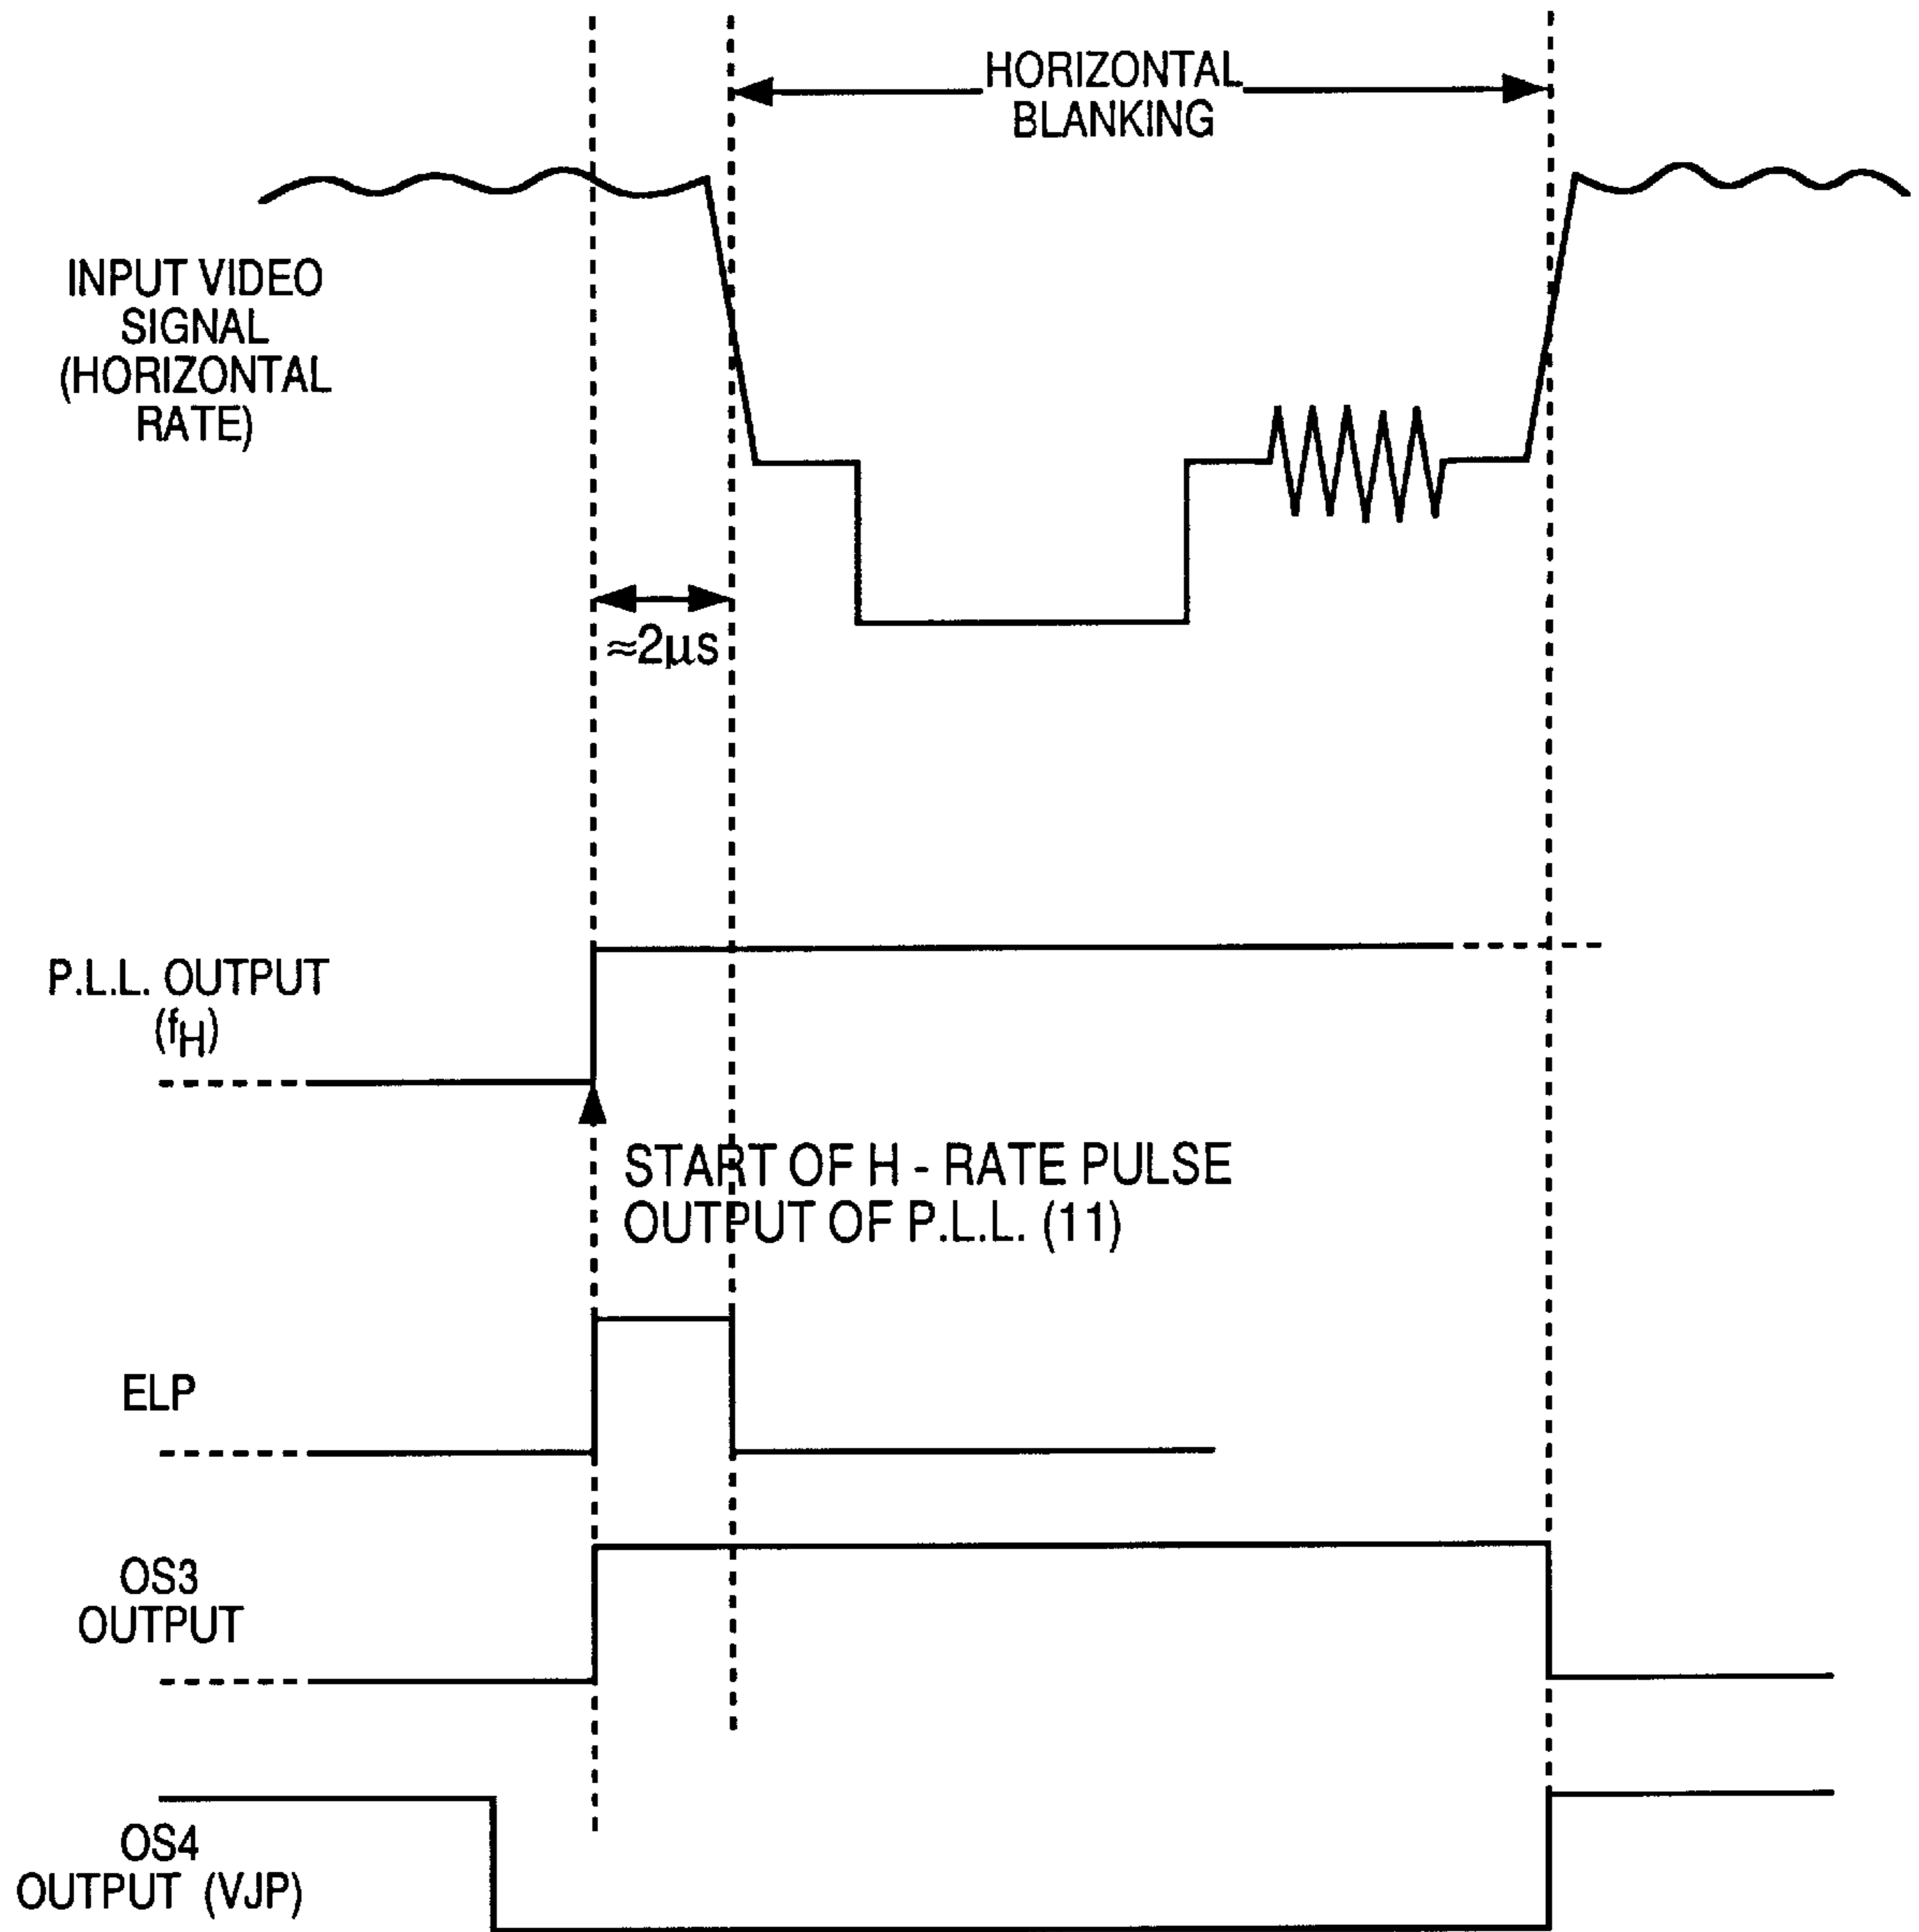 HORIZONTAL
BLANKING
INPUT VIDEO
SIGNAL
(HORIZONTAL
RATE)
≈2μs
P.L.L. OUTPUT
(fH)
START OF H - RATE PULSE
OUTPUT OF P.L.L. (11)
ELP
OS3
OUTPUT
OS4
OUTPUT (VJP)